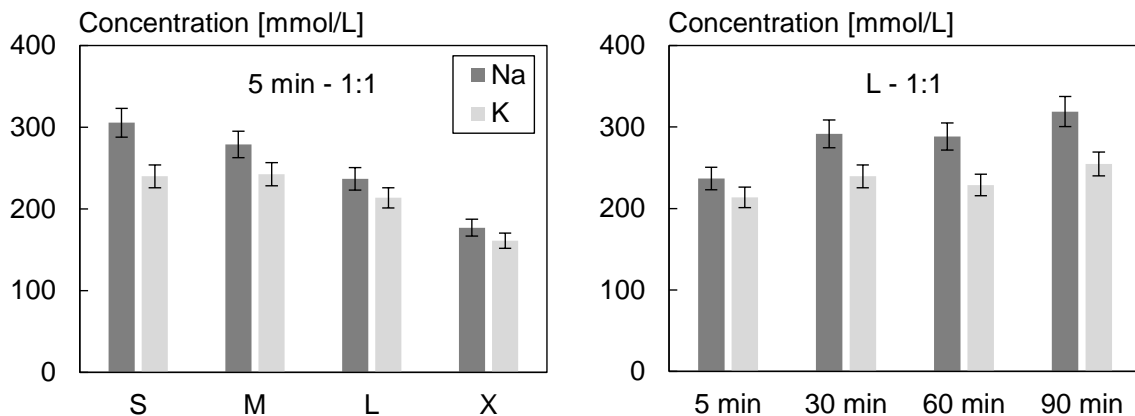 Concentration [mmol/L]
400
300
200
100
0
5 min - 1:1
Na
K
S M L X
Concentration [mmol/L]
400
300
200
100
0
L - 1:1
5 min 30 min 60 min 90 min